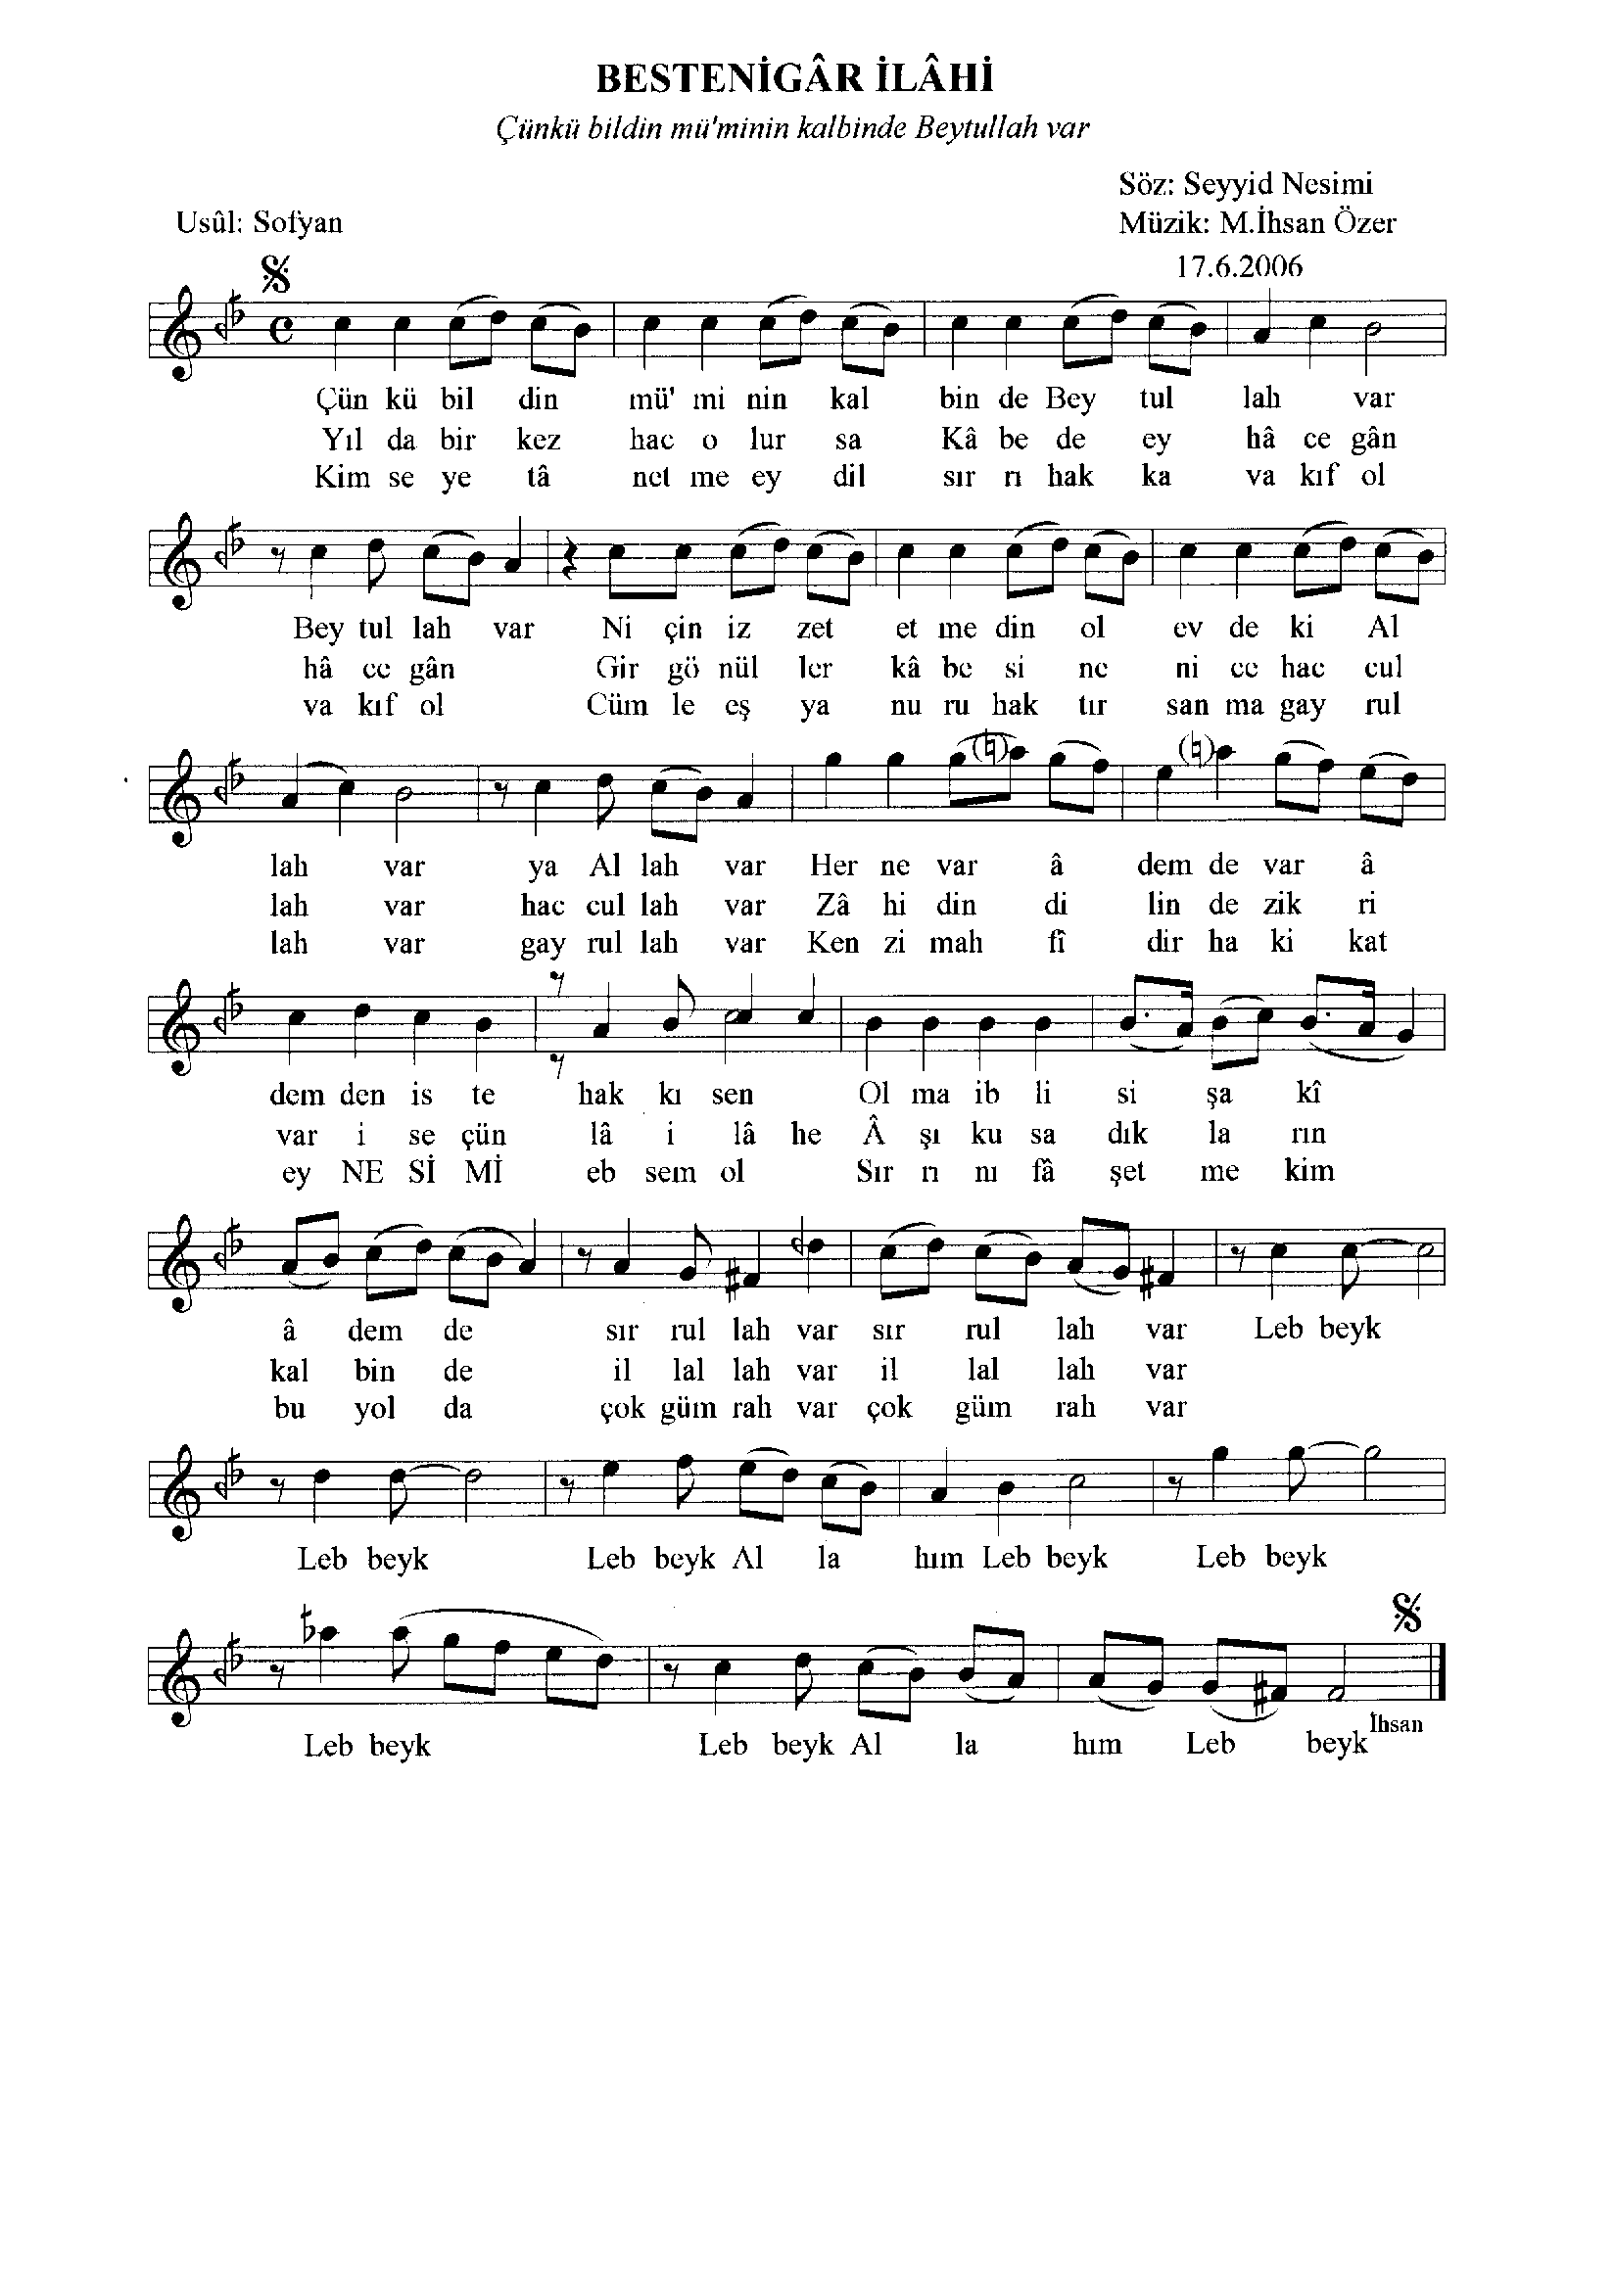 BESTENİGÂR İLÂHİ
Çünkü bildin mü'minin kalbinde Beytullah var
Söz: Seyyid Nesimi
Usûl: Sofyan
Müzik: M.İhsan Özer
17.6.2006
Çün kü bil din mü' mi nin kal bin de Bey tul lah var
Yıl da bir kez hac o lur sa Kâ be de ey hâ ce gân
Kim se ye tâ net me ey dil sır rı hak ka va kıf ol
Bey tul lah var Ni çin iz zet et me din ol ev de ki Al
hâ ce gân Gir gö nül ler kâ be si ne ni ce hac cul
va kıf ol Cüm le eş ya nu ru hak tır san ma gay rul
lah var ya Al lah var Her ne var â dem de var â
lah var hac cul lah var Zâ hi din di lin de zik ri
lah var gay rul lah var Ken zi mah fî dir ha ki kat
dem den is te hak kı sen Ol ma ib li si şa kî
var i se çün lâ i lâ he Â şı ku sa dık la rın
ey NE Sİ Mİ eb sem ol Sır rı nı fâ şet me kim
â dem de sır rul lah var sır rul lah var Leb beyk
kal bin de il lal lah var il lal lah var
bu yol da çok güm rah var çok güm rah var
Leb beyk Leb beyk Al la hım Leb beyk Leb beyk
Leb beyk Leb beyk Al la hım Leb beyk
İhsan